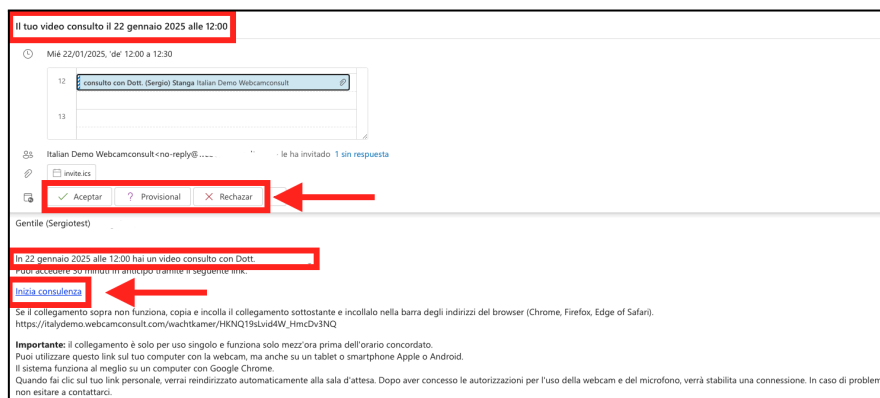 Il tuo video consulto il 22 gennaio 2025 alle 12:00
Mié 22/01/2025, 'de' 12:00 a 12:30
12 consulto con Dott. (Sergio) Stanga Italian Demo Webcamconsult
13
Italian Demo Webcamconsult<no-reply@ le ha invitado 1 sin respuesta
invite.ics
Aceptar ? Provisional Rechazar
Gentile (Sergiotest)
In 22 gennaio 2025 alle 12:00 hai un video consulto con Dott.
Puoi accedere 30 minuti in anticipo tramite il seguente link.
Inizia consulenza
Se il collegamento sopra non funziona, copia e incolla il collegamento sottostante e incollalo nella barra degli indirizzi del browser (Chrome, Firefox, Edge of Safari).
https://italydemo.webcamconsult.com/wachtkamer/HKNQ19sLvid4W_HmcDv3NQ
Importante: il collegamento è solo per uso singolo e funziona solo mezz'ora prima dell'orario concordato.
Puoi utilizzare questo link sul tuo computer con la webcam, ma anche su un tablet o smartphone Apple o Android.
Il sistema funziona al meglio su un computer con Google Chrome.
Quando fai clic sul tuo link personale, verrai reindirizzato automaticamente alla sala d'attesa. Dopo aver concesso le autorizzazioni per l'uso della webcam e del microfono, verrà stabilita una connessione. In caso di problem
non esitare a contattarci.